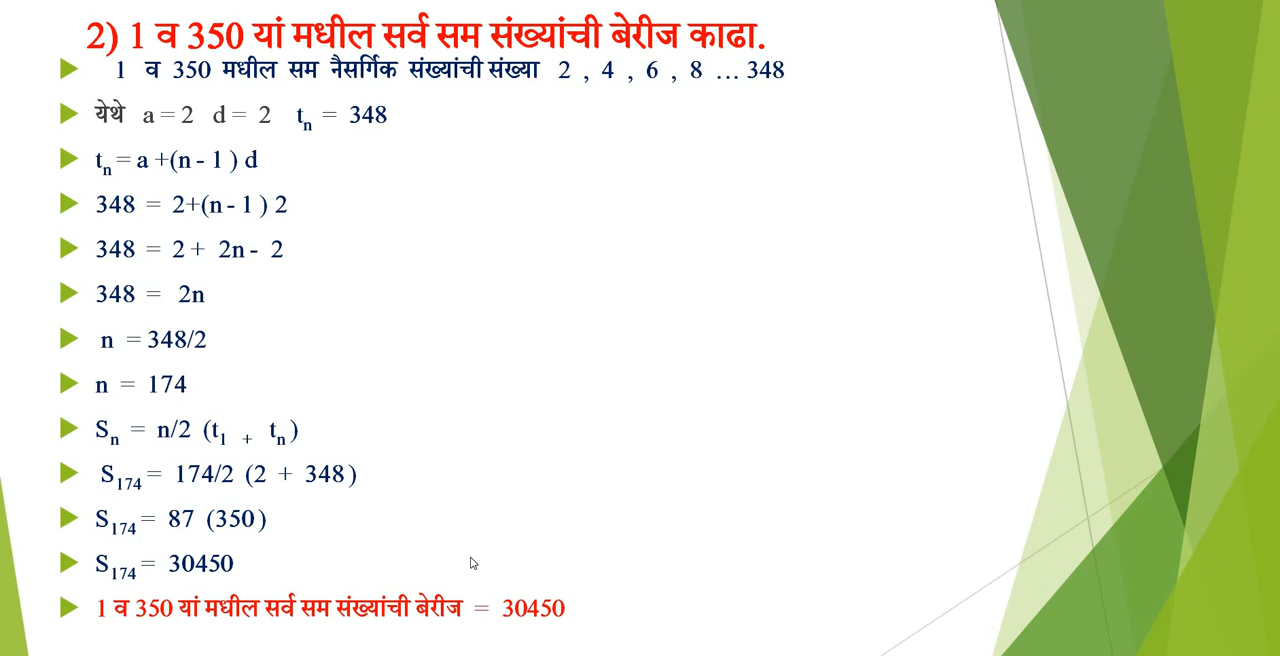 2) 1 व 350 यां मधील सर्व सम संख्यांची बेरीज काढा.
1 व 350 मधील सम नैसर्गिक संख्यांची संख्या 2 , 4 , 6 , 8 ... 348
येथे a = 2 d = 2 tn = 348
tn = a +(n - 1 ) d
348 = 2+(n - 1 ) 2
348 = 2 + 2n - 2
348 = 2n
n = 348/2
n = 174
Sn = n/2 (t1 + tn)
S174 = 174/2 (2 + 348)
S174 = 87 (350)
S174 = 30450
1 व 350 यां मधील सर्व सम संख्यांची बेरीज = 30450